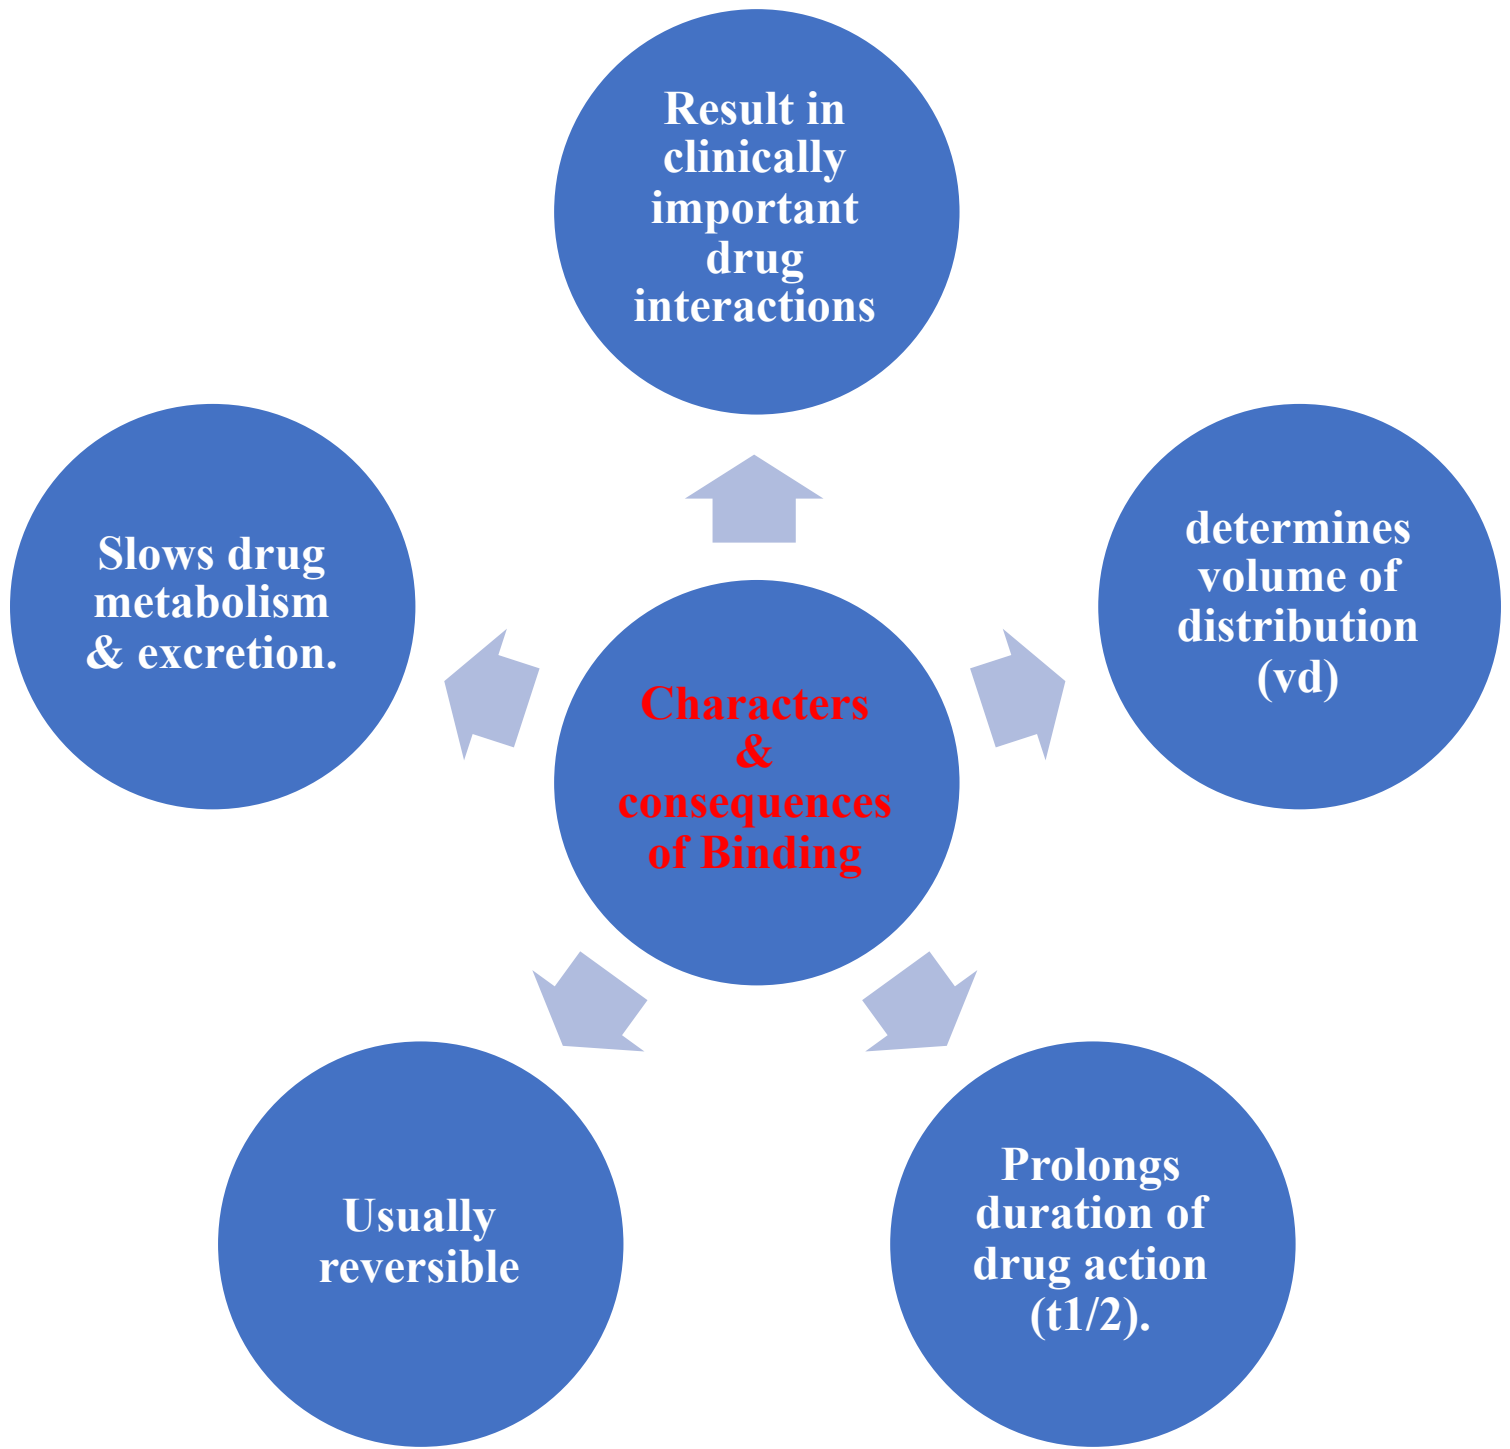 Result in
clinically
important
drug
interactions
Slows drug
metabolism
& excretion.
determines
volume of
distribution
(vd)
Characters
&
consequences
of Binding
Usually
reversible
Prolongs
duration of
drug action
(t1/2).